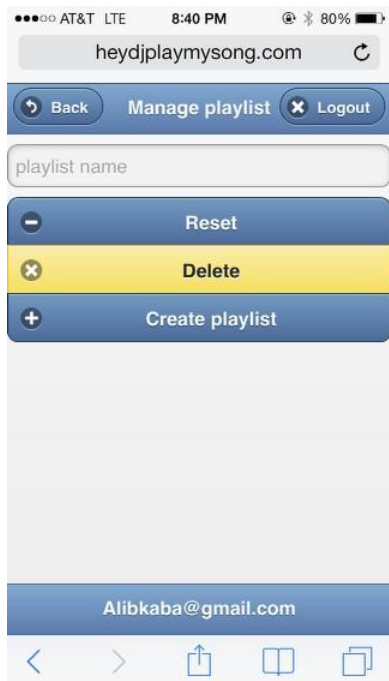 AT&T LTE 8:40 PM 80%
heydjplaymysong.com
Back Manage playlist Logout
playlist name
Reset
Delete
Create playlist
Alibkaba@gmail.com